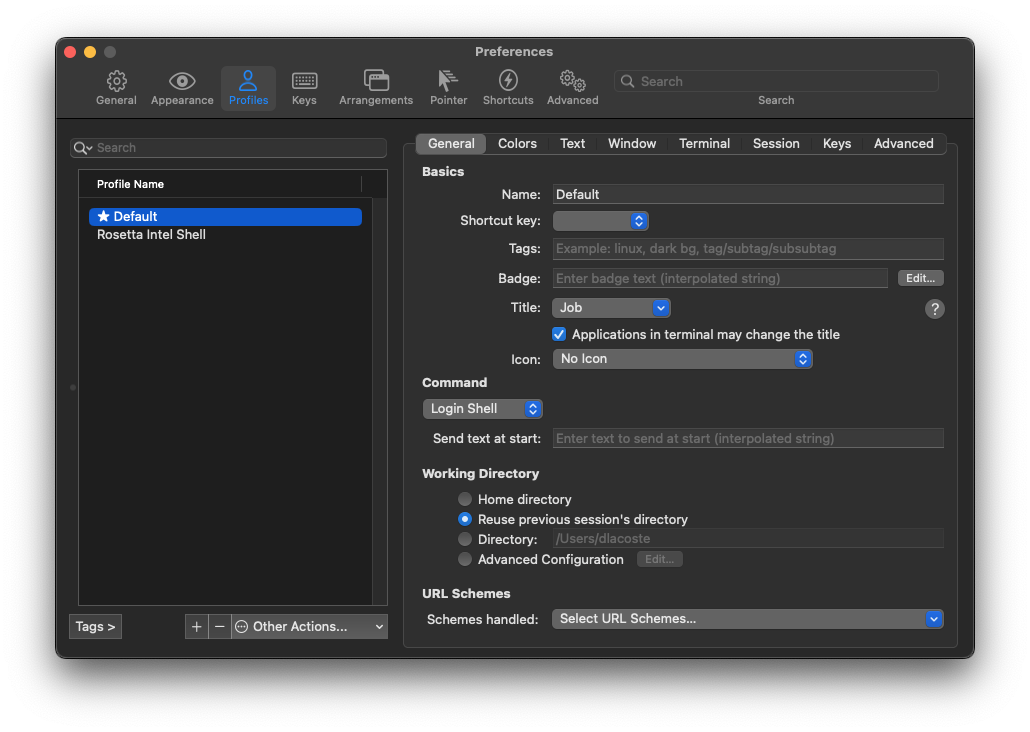 Preferences
General Appearance Profiles Keys Arrangements Pointer Shortcuts Advanced Search
Search
Search
Profile Name
Default
Rosetta Intel Shell
Tags >
+ − Other Actions...
General Colors Text Window Terminal Session Keys Advanced
Basics
Name: Default
Shortcut key:
Tags: Example: linux, dark bg, tag/subtag/subsubtag
Badge: Enter badge text (interpolated string) Edit...
Title: Job ?
Applications in terminal may change the title
Icon: No Icon
Command
Login Shell
Send text at start: Enter text to send at start (interpolated string)
Working Directory
Home directory
Reuse previous session's directory
Directory: /Users/dlacoste
Advanced Configuration Edit...
URL Schemes
Schemes handled: Select URL Schemes...